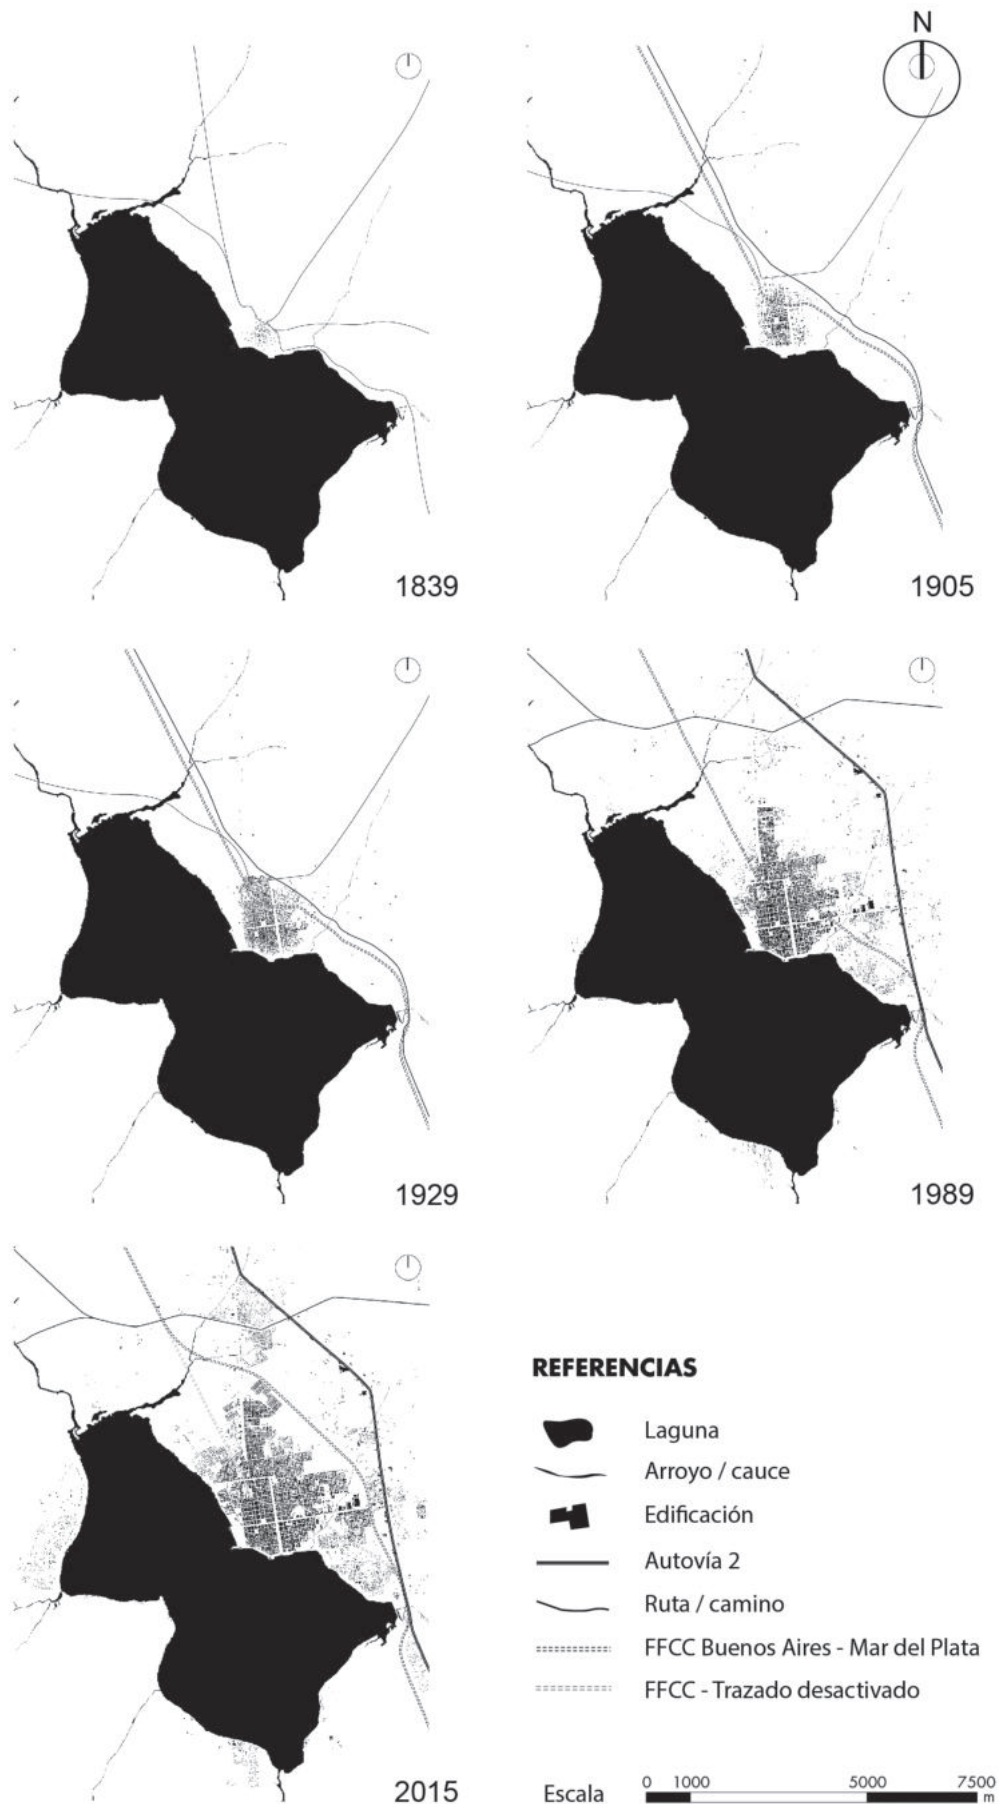 N
1839
1905
1929
1989
2015
REFERENCIAS
Laguna
Arroyo / cauce
Edificación
Autovía 2
Ruta / camino
FFCC Buenos Aires - Mar del Plata
FFCC - Trazado desactivado
Escala
0 1000 5000 7500
m